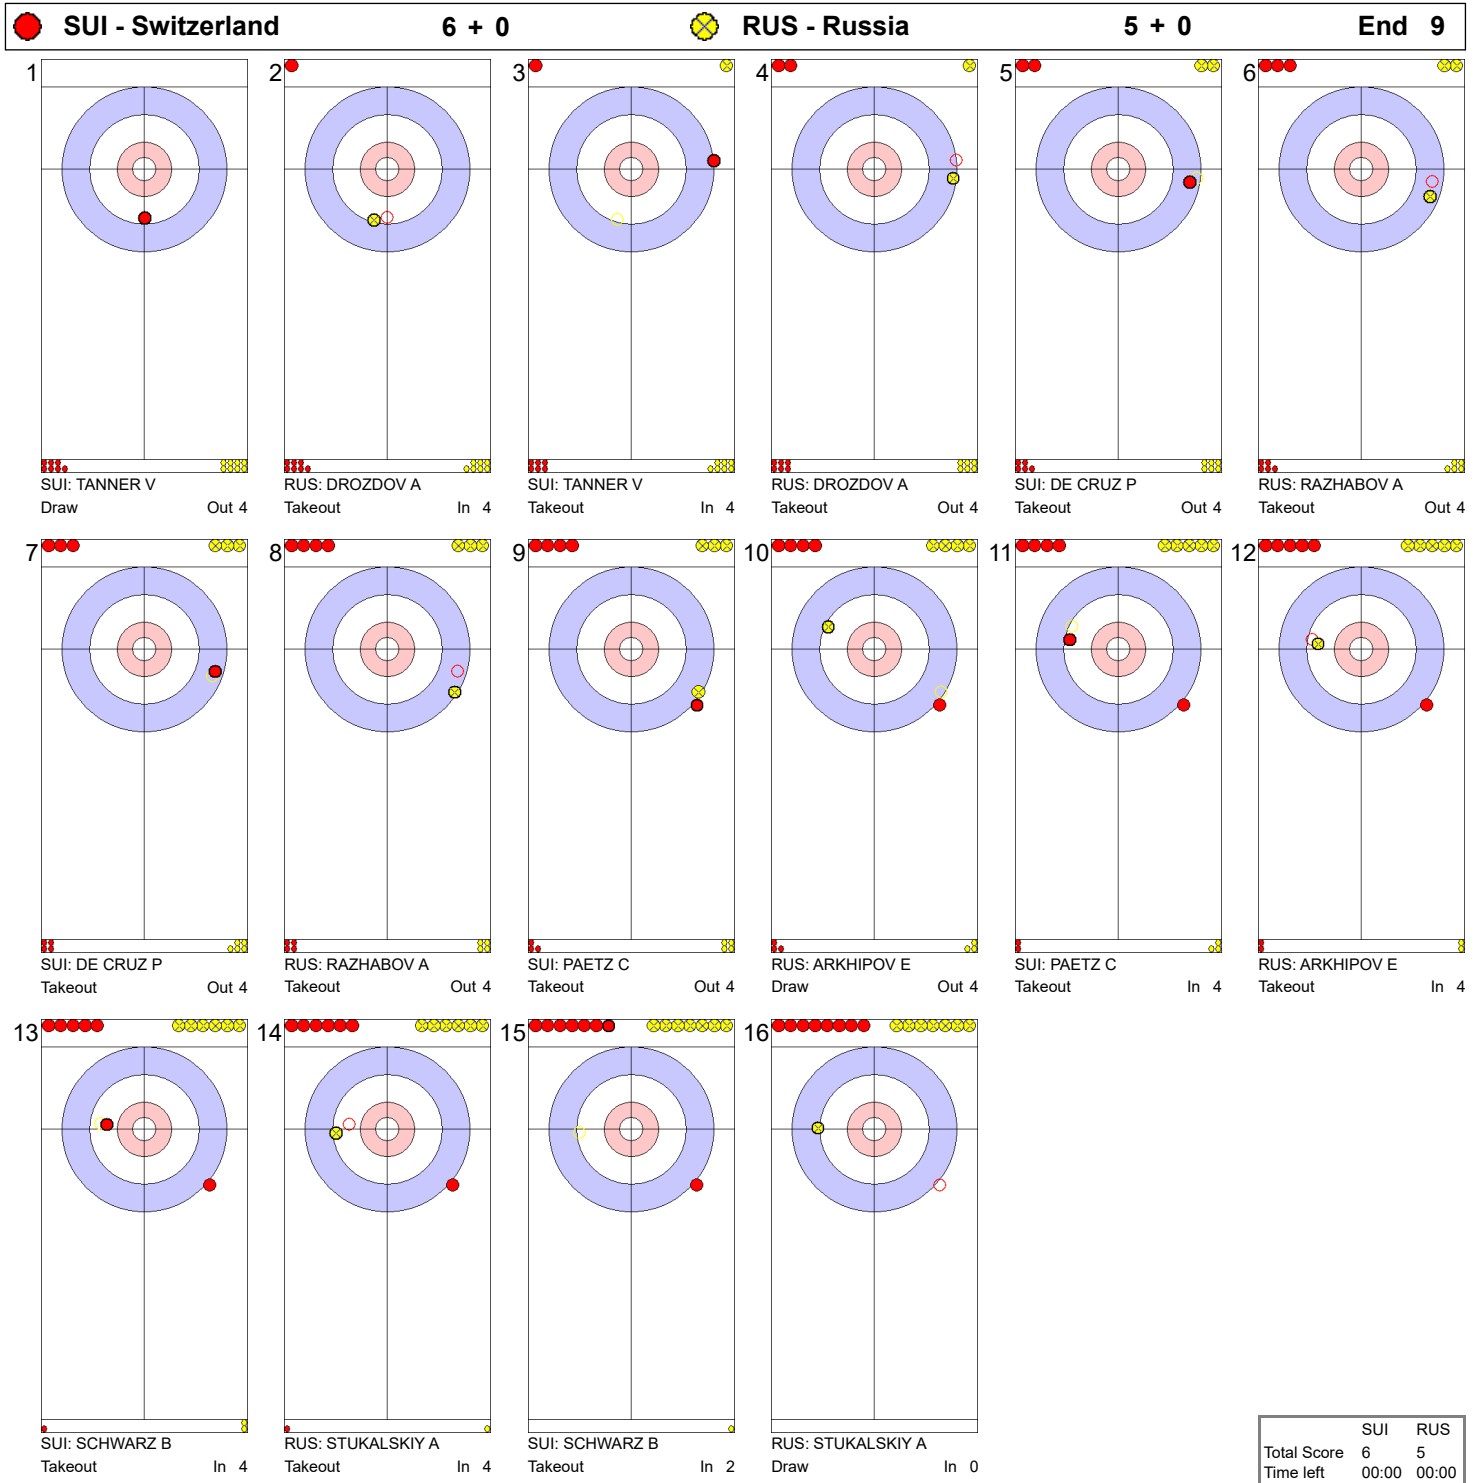 SUI - Switzerland 6 + 0 RUS - Russia 5 + 0 End 9
1 2 3 4 5 6
SUI: TANNER V RUS: DROZDOV A SUI: TANNER V RUS: DROZDOV A SUI: DE CRUZ P RUS: RAZHABOV A
Draw Out 4 Takeout In 4 Takeout In 4 Takeout Out 4 Takeout Out 4 Takeout Out 4
7 8 9 10 11 12
SUI: DE CRUZ P RUS: RAZHABOV A SUI: PAETZ C RUS: ARKHIPOV E SUI: PAETZ C RUS: ARKHIPOV E
Takeout Out 4 Takeout Out 4 Takeout Out 4 Draw Out 4 Takeout In 4 Takeout In 4
13 14 15 16
SUI: SCHWARZ B RUS: STUKALSKIY A SUI: SCHWARZ B RUS: STUKALSKIY A
Takeout In 4 Takeout In 4 Takeout In 2 Draw In 0
SUI RUS
Total Score 6 5
Time left 00:00 00:00